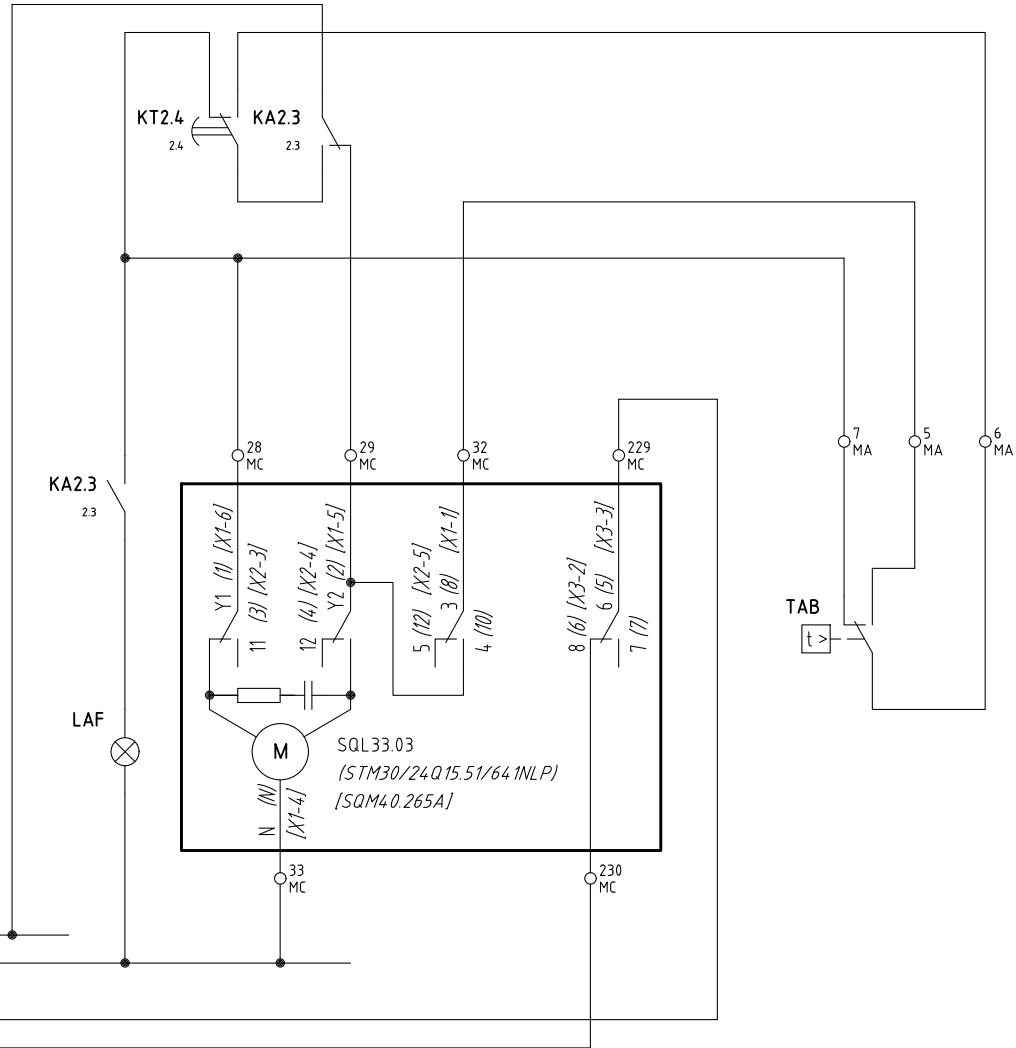 KT2.4
2.4
KA2.3
2.3
28
MC
29
MC
32
MC
229
MC
7
MA
5
MA
6
MA
KA2.3
2.3
Y1 (1) [X1-6]
11 (3) [X2-3]
12 (4) [X2-4]
Y2 (2) [X1-5]
5 (12) [X2-5]
3 (8) [X1-1]
4 (10)
8 (6) [X3-2]
6 (5) [X3-3]
7 (7)
TAB
t >
LAF
M
SQL33.03
(STM30/24Q15.51/641NLP)
[SQM40.265A]
N (N)
[X1-4]
33
MC
230
MC